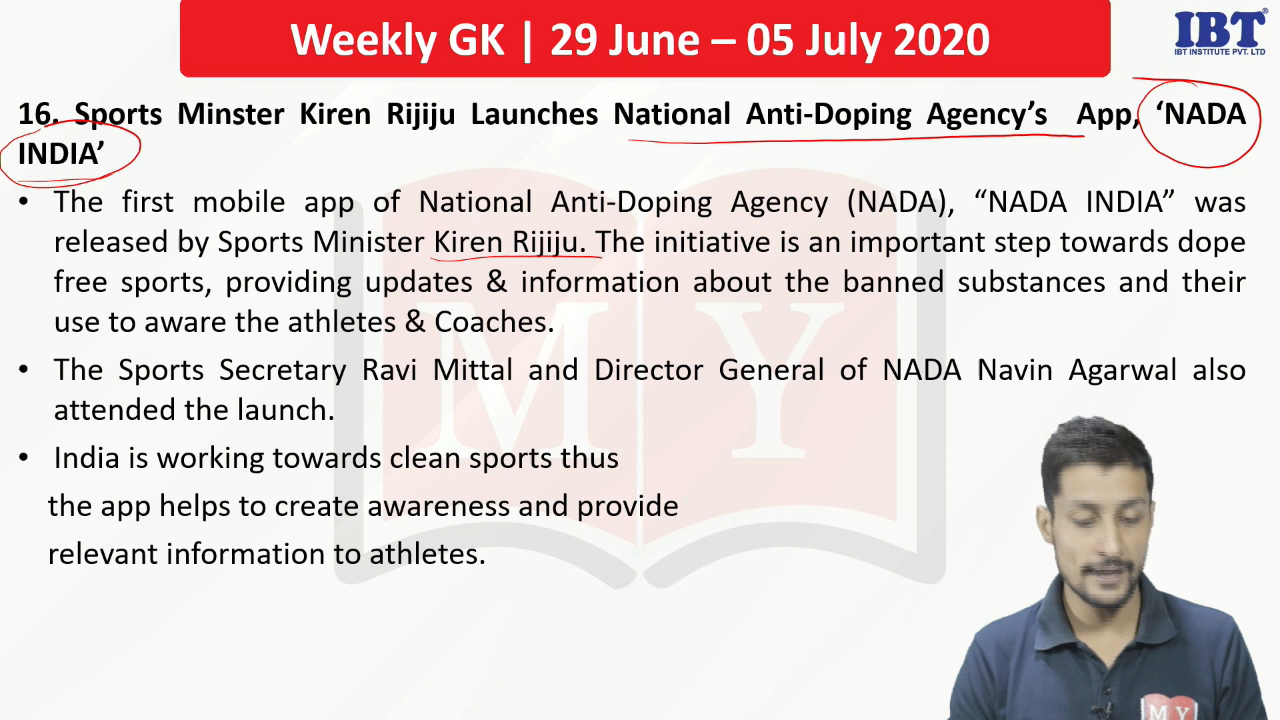 Weekly GK | 29 June – 05 July 2020
IBT®
IBT INSTITUTE PVT. LTD
16. Sports Minster Kiren Rijiju Launches National Anti-Doping Agency’s App, ‘NADA
INDIA’
• The first mobile app of National Anti-Doping Agency (NADA), “NADA INDIA” was
released by Sports Minister Kiren Rijiju. The initiative is an important step towards dope
free sports, providing updates & information about the banned substances and their
use to aware the athletes & Coaches.
• The Sports Secretary Ravi Mittal and Director General of NADA Navin Agarwal also
attended the launch.
• India is working towards clean sports thus
the app helps to create awareness and provide
relevant information to athletes.
M Y
M Y